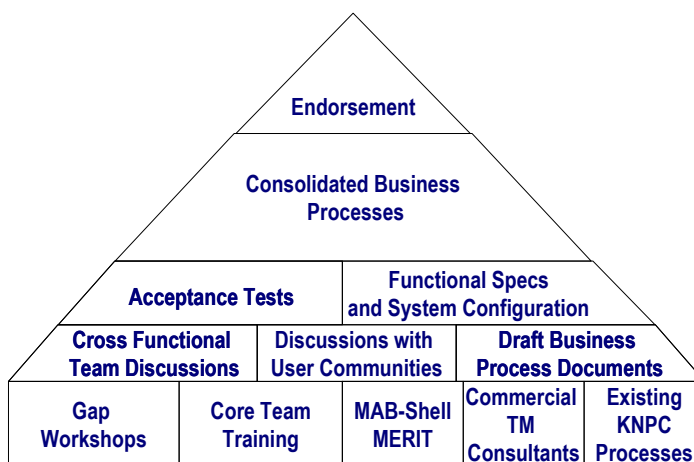 Endorsement
Consolidated Business
Processes
Acceptance Tests
Functional Specs
and System Configuration
Cross Functional
Team Discussions
Discussions with
User Communities
Draft Business
Process Documents
Gap
Workshops
Core Team
Training
MAB-Shell
MERIT
Commercial
TM
Consultants
Existing
KNPC
Processes